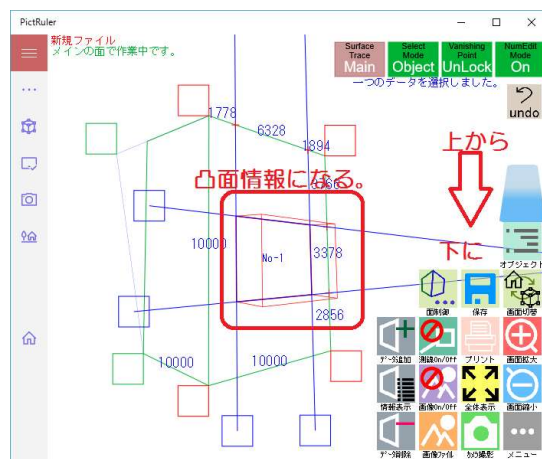 PictRuler
新規ファイル
メインの面で作業中です。
Surface Trace Main
Select Mode Object
Vanishing Point UnLock
NumEdit Mode On
一つのデータを選択しました。
undo
1778
6328
1894
上から
凸面情報になる。
10000
No-1
3378
下に
オブジェクト
2856
面制御
保存
画面切替
10000
10000
データ追加
測線On/Off
プリント
画面拡大
情報表示
画像On/Off
全体表示
画面縮小
データ削除
画像ファイル
カメラ撮影
メニュー